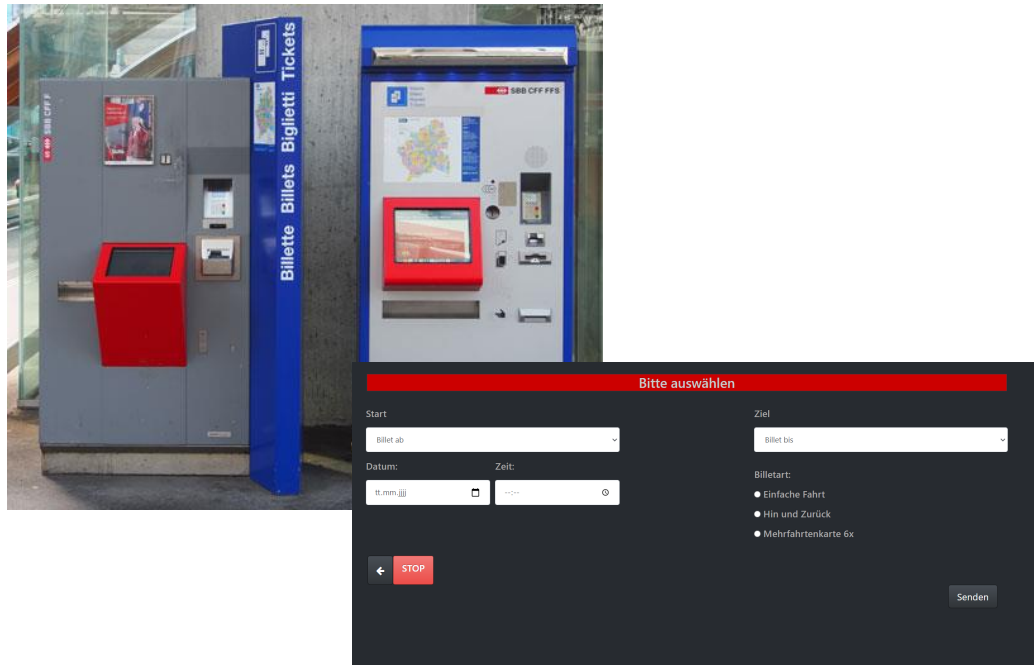 SBB CFF F
Billette Billets Biglietti Tickets
SBB CFF FFS
Bitte auswählen
Start
Ziel
Billet ab
Billet bis
Datum:
Zeit:
tt.mm.jjjj
--:--
Billetart:
Einfache Fahrt
Hin und Zurück
Mehrfahrtenkarte 6x
STOP
Senden